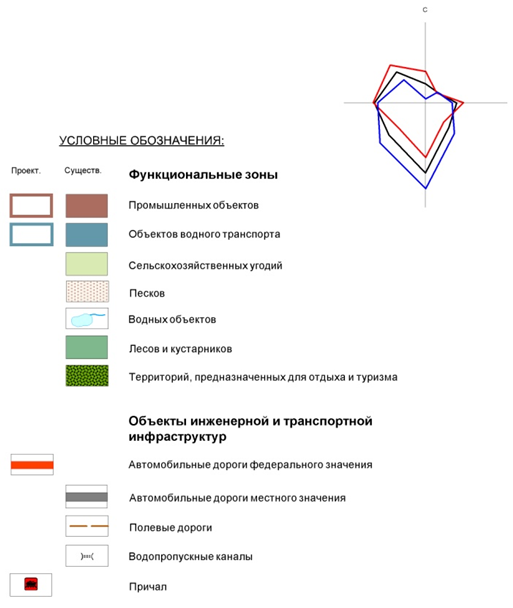 С
УСЛОВНЫЕ ОБОЗНАЧЕНИЯ:
Проект. Существ. Функциональные зоны
Промышленных объектов
Объектов водного транспорта
Сельскохозяйственных угодий
Песков
Водных объектов
Лесов и кустарников
Территорий, предназначенных для отдыха и туризма
Объекты инженерной и транспортной
инфраструктур
Автомобильные дороги федерального значения
Автомобильные дороги местного значения
Полевые дороги
Водопропускные каналы
Причал